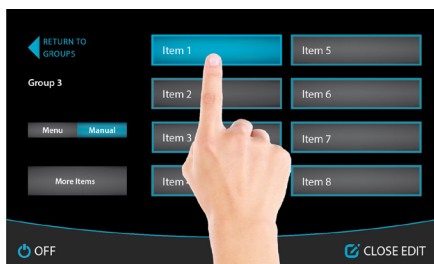 RETURN TO
GROUPS
Group 3
Menu
Manual
More Items
Item 1
Item 2
Item 3
Item
Item 5
Item 6
Item 7
Item 8
OFF
CLOSE EDIT